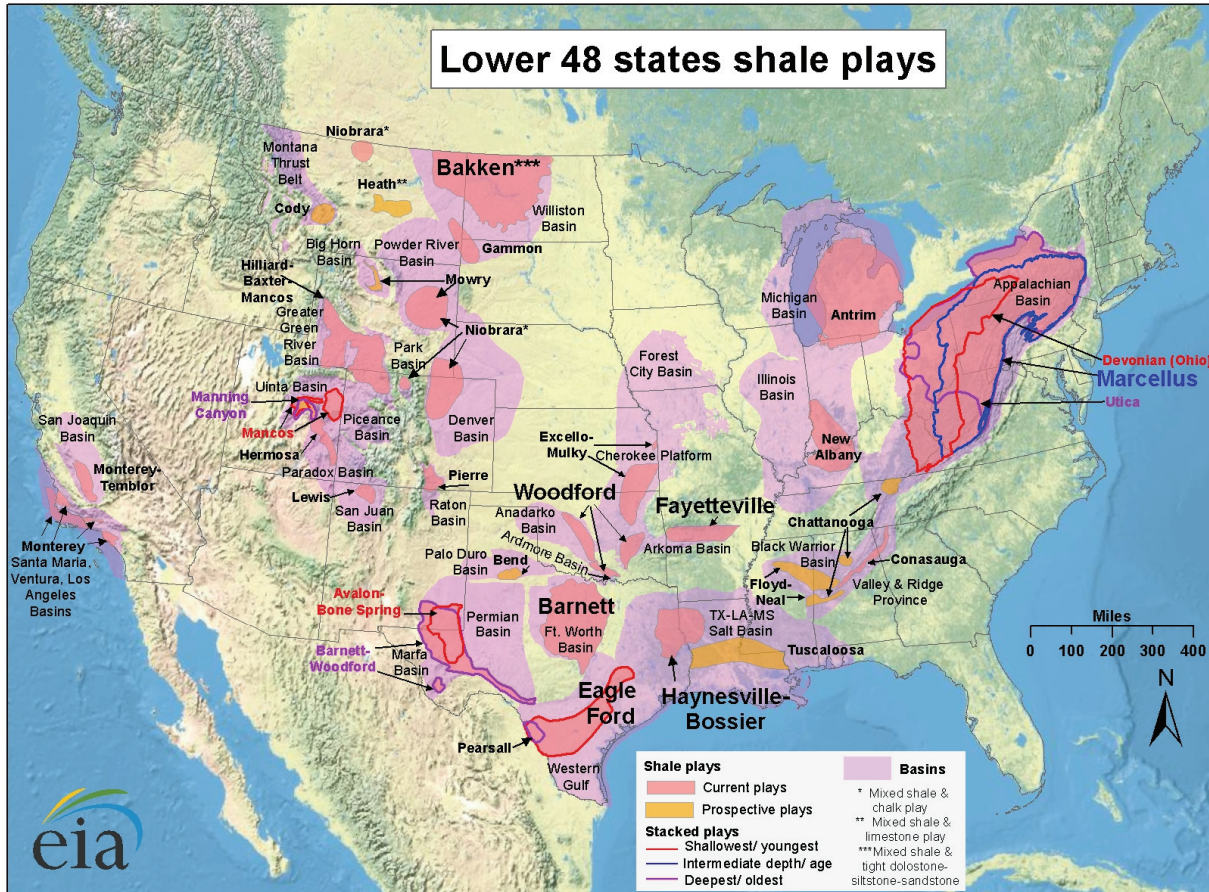 Lower 48 states shale plays
Niobrara*
Montana
Thrust
Belt
Bakken***
Heath**
Cody
Williston
Basin
Big Horn
Basin
Powder River
Basin
Gammon
Hilliard-
Baxter-
Mancos
Mowry
Greater
Green
River
Basin
Niobrara*
Park
Basin
Michigan
Basin
Antrim
Appalachian
Basin
Devonian (Ohio)
Marcellus
Utica
Forest
City Basin
Illinois
Basin
Uinta Basin
Manning
Canyon
Mancos
Piceance
Basin
Denver
Basin
San Joaquin
Basin
Hermosa
Paradox Basin
Excello-
Mulky
Cherokee Platform
New
Albany
Monterey-
Temblor
Lewis
San Juan
Basin
Pierre
Raton
Basin
Woodford
Anadarko
Basin
Fayetteville
Arkoma Basin
Chattanooga
Monterey
Santa Maria,
Ventura, Los
Angeles
Basins
Palo Duro
Basin
Bend
Ardmore Basin
Black Warrior
Basin
Conasauga
Floyd-
Neal
Valley & Ridge
Province
Avalon-
Bone Spring
Permian
Basin
Barnett
Ft. Worth
Basin
TX-LA-MS
Salt Basin
Tuscaloosa
Barnett-
Woodford
Marfa
Basin
Eagle
Ford
Haynesville-
Bossier
Pearsall
Western
Gulf
Miles
0 100 200 300 400
N
Shale plays
Current plays
Prospective plays
Stacked plays
Shallowest/ youngest
Intermediate depth/ age
Deepest/ oldest
Basins
* Mixed shale &
chalk play
** Mixed shale &
limestone play
***Mixed shale &
tight dolostone-
siltstone-sandstone
eia